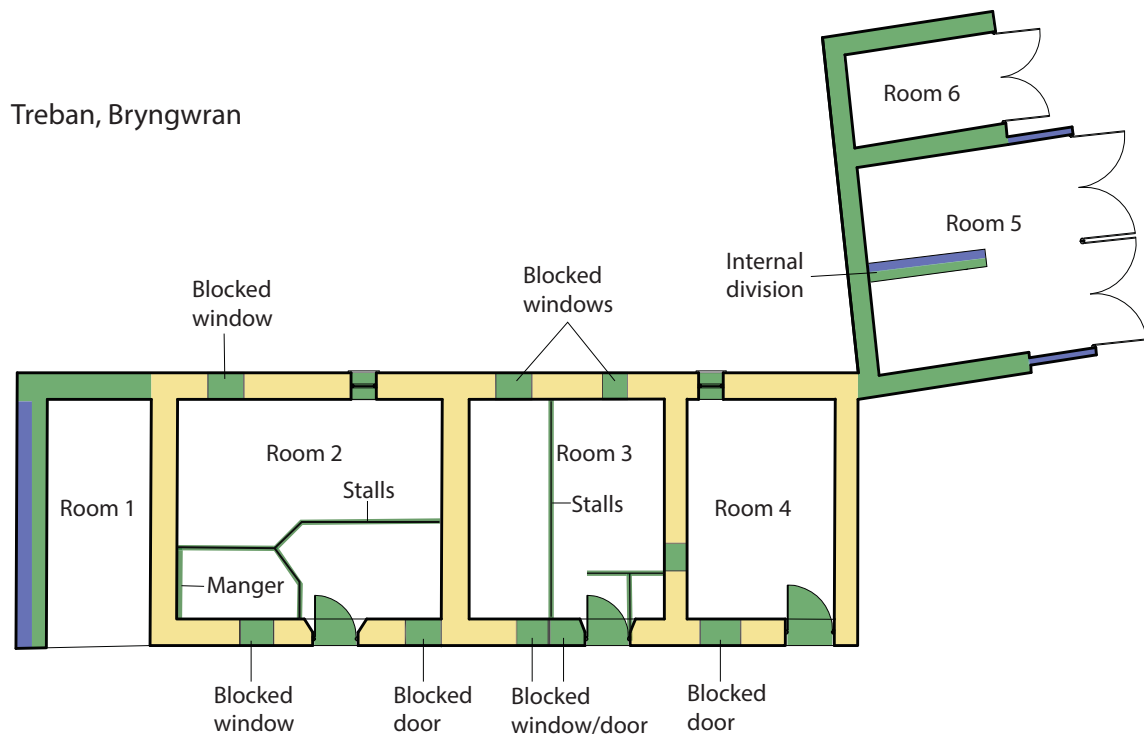 Treban, Bryngwran
Room 6
Room 5
Internal
division
Blocked
window
Blocked
windows
Room 2
Room 3
Stalls
Stalls
Room 1
Room 4
Manger
Blocked
window
Blocked
door
Blocked
window/door
Blocked
door